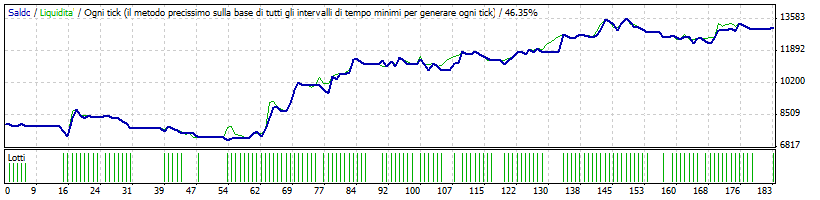 Saldo / Liquidita / Ogni tick (il metodo precissimo sulla base di tutti gli intervalli di tempo minimi per generare ogni tick) / 46.35%
13583
11892
10200
8509
6817
Lotti
0 9 16 24 31 39 47 54 62 69 77 84 92 100 107 115 122 130 138 145 153 160 168 176 183